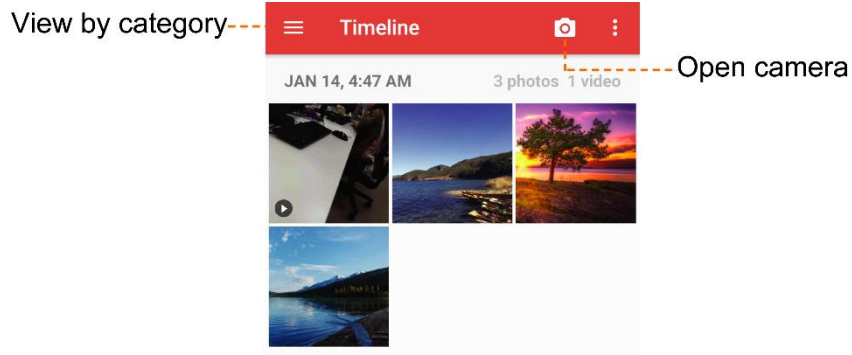 View by category
Timeline
Open camera
JAN 14, 4:47 AM 3 photos 1 video